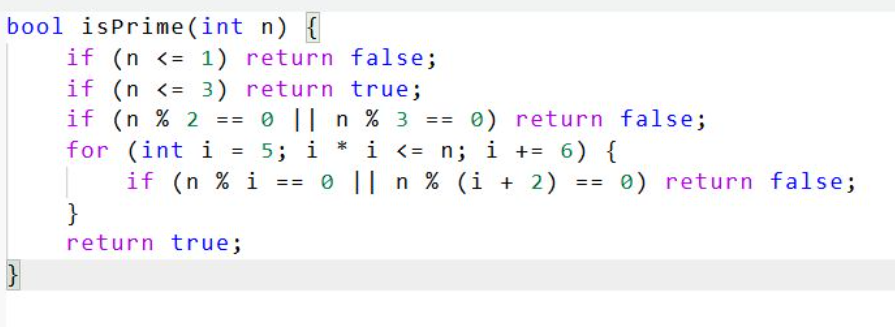 bool isPrime(int n) {
    if (n <= 1) return false;
    if (n <= 3) return true;
    if (n % 2 == 0 || n % 3 == 0) return false;
    for (int i = 5; i * i <= n; i += 6) {
        if (n % i == 0 || n % (i + 2) == 0) return false;
    }
    return true;
}